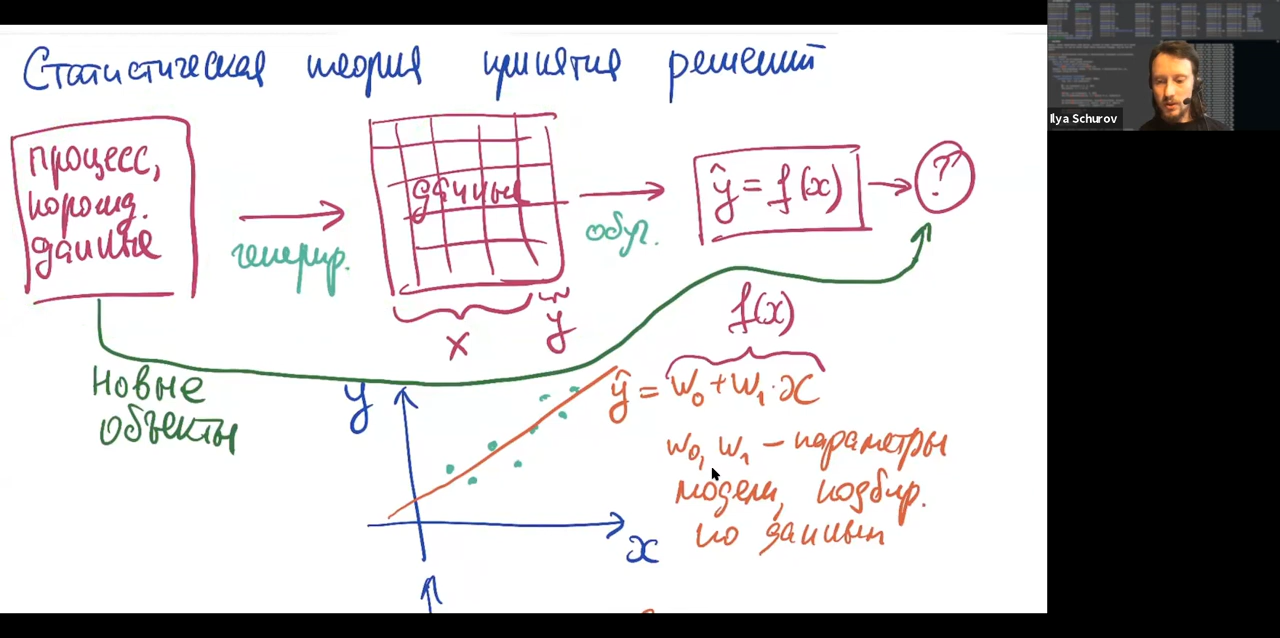 Статистическая теория принятия решений
процесс,
порожд.
данные
генерир.
данные
x
y
обуч.
ŷ = f(x)
?
f(x)
ŷ = w₀ + w₁·x
w₀, w₁ – параметры
модели, подбир.
по данным
Новые
объекты
y
x
Ilya Schurov